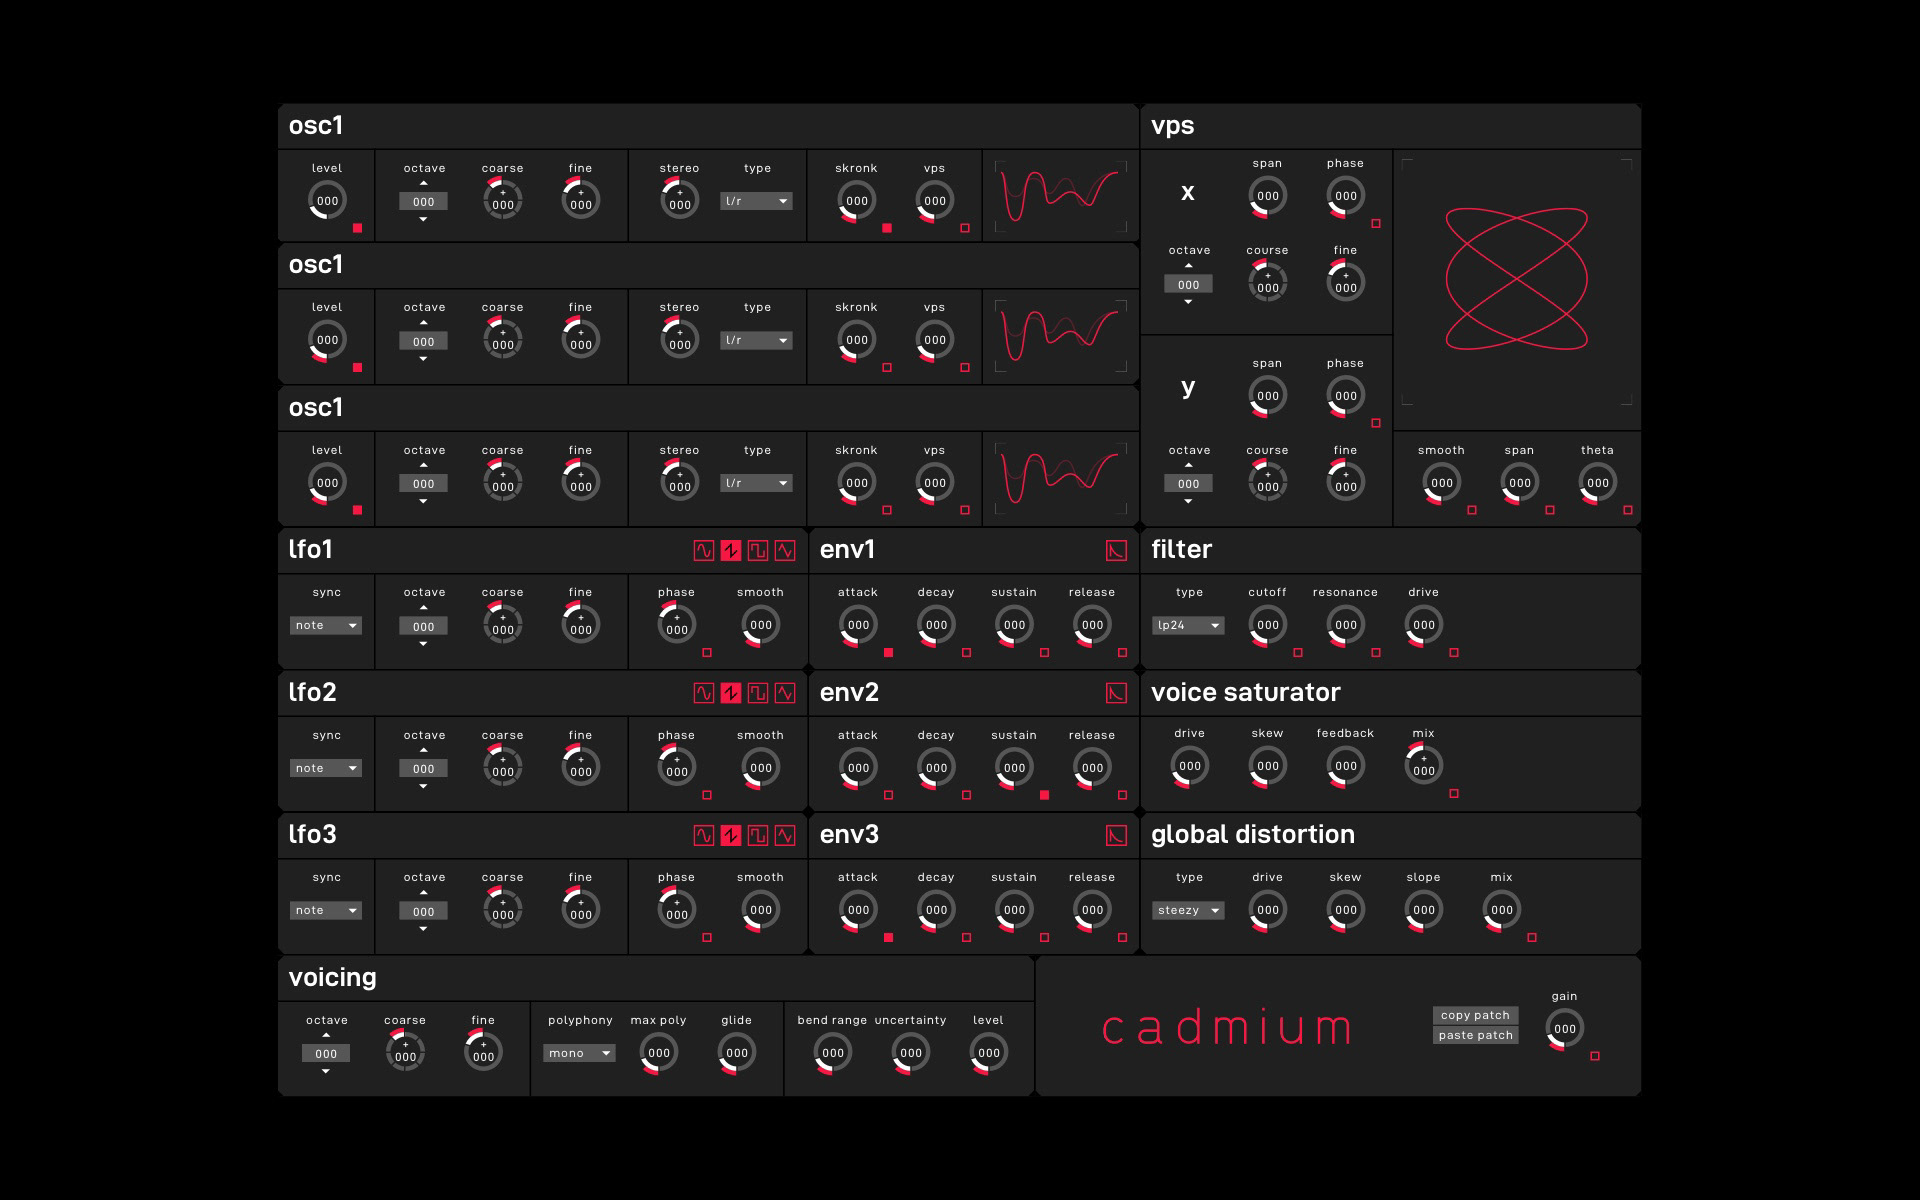 osc1
level octave coarse fine stereo type skronk vps
000 000 + 000 + 000 + 000 l/r 000 000
osc1
level octave coarse fine stereo type skronk vps
000 000 + 000 + 000 + 000 l/r 000 000
osc1
level octave coarse fine stereo type skronk vps
000 000 + 000 + 000 + 000 l/r 000 000
vps
x
span phase
000 000
octave course fine
000 + 000 + 000
y
span phase
000 000
octave course fine
000 + 000 + 000
smooth span theta
000 000 000
lfo1
sync octave coarse fine phase smooth
note 000 + 000 + 000 + 000 000
env1
attack decay sustain release
000 000 000 000
filter
type cutoff resonance drive
lp24 000 000 000
lfo2
sync octave coarse fine phase smooth
note 000 + 000 + 000 + 000 000
env2
attack decay sustain release
000 000 000 000
voice saturator
drive skew feedback mix
000 000 000 + 000
lfo3
sync octave coarse fine phase smooth
note 000 + 000 + 000 + 000 000
env3
attack decay sustain release
000 000 000 000
global distortion
type drive skew slope mix
steezy 000 000 000 000
voicing
octave coarse fine polyphony max poly glide bend range uncertainty level
000 + 000 + 000 mono 000 000 000 000 000
cadmium
copy patch
paste patch
gain
000